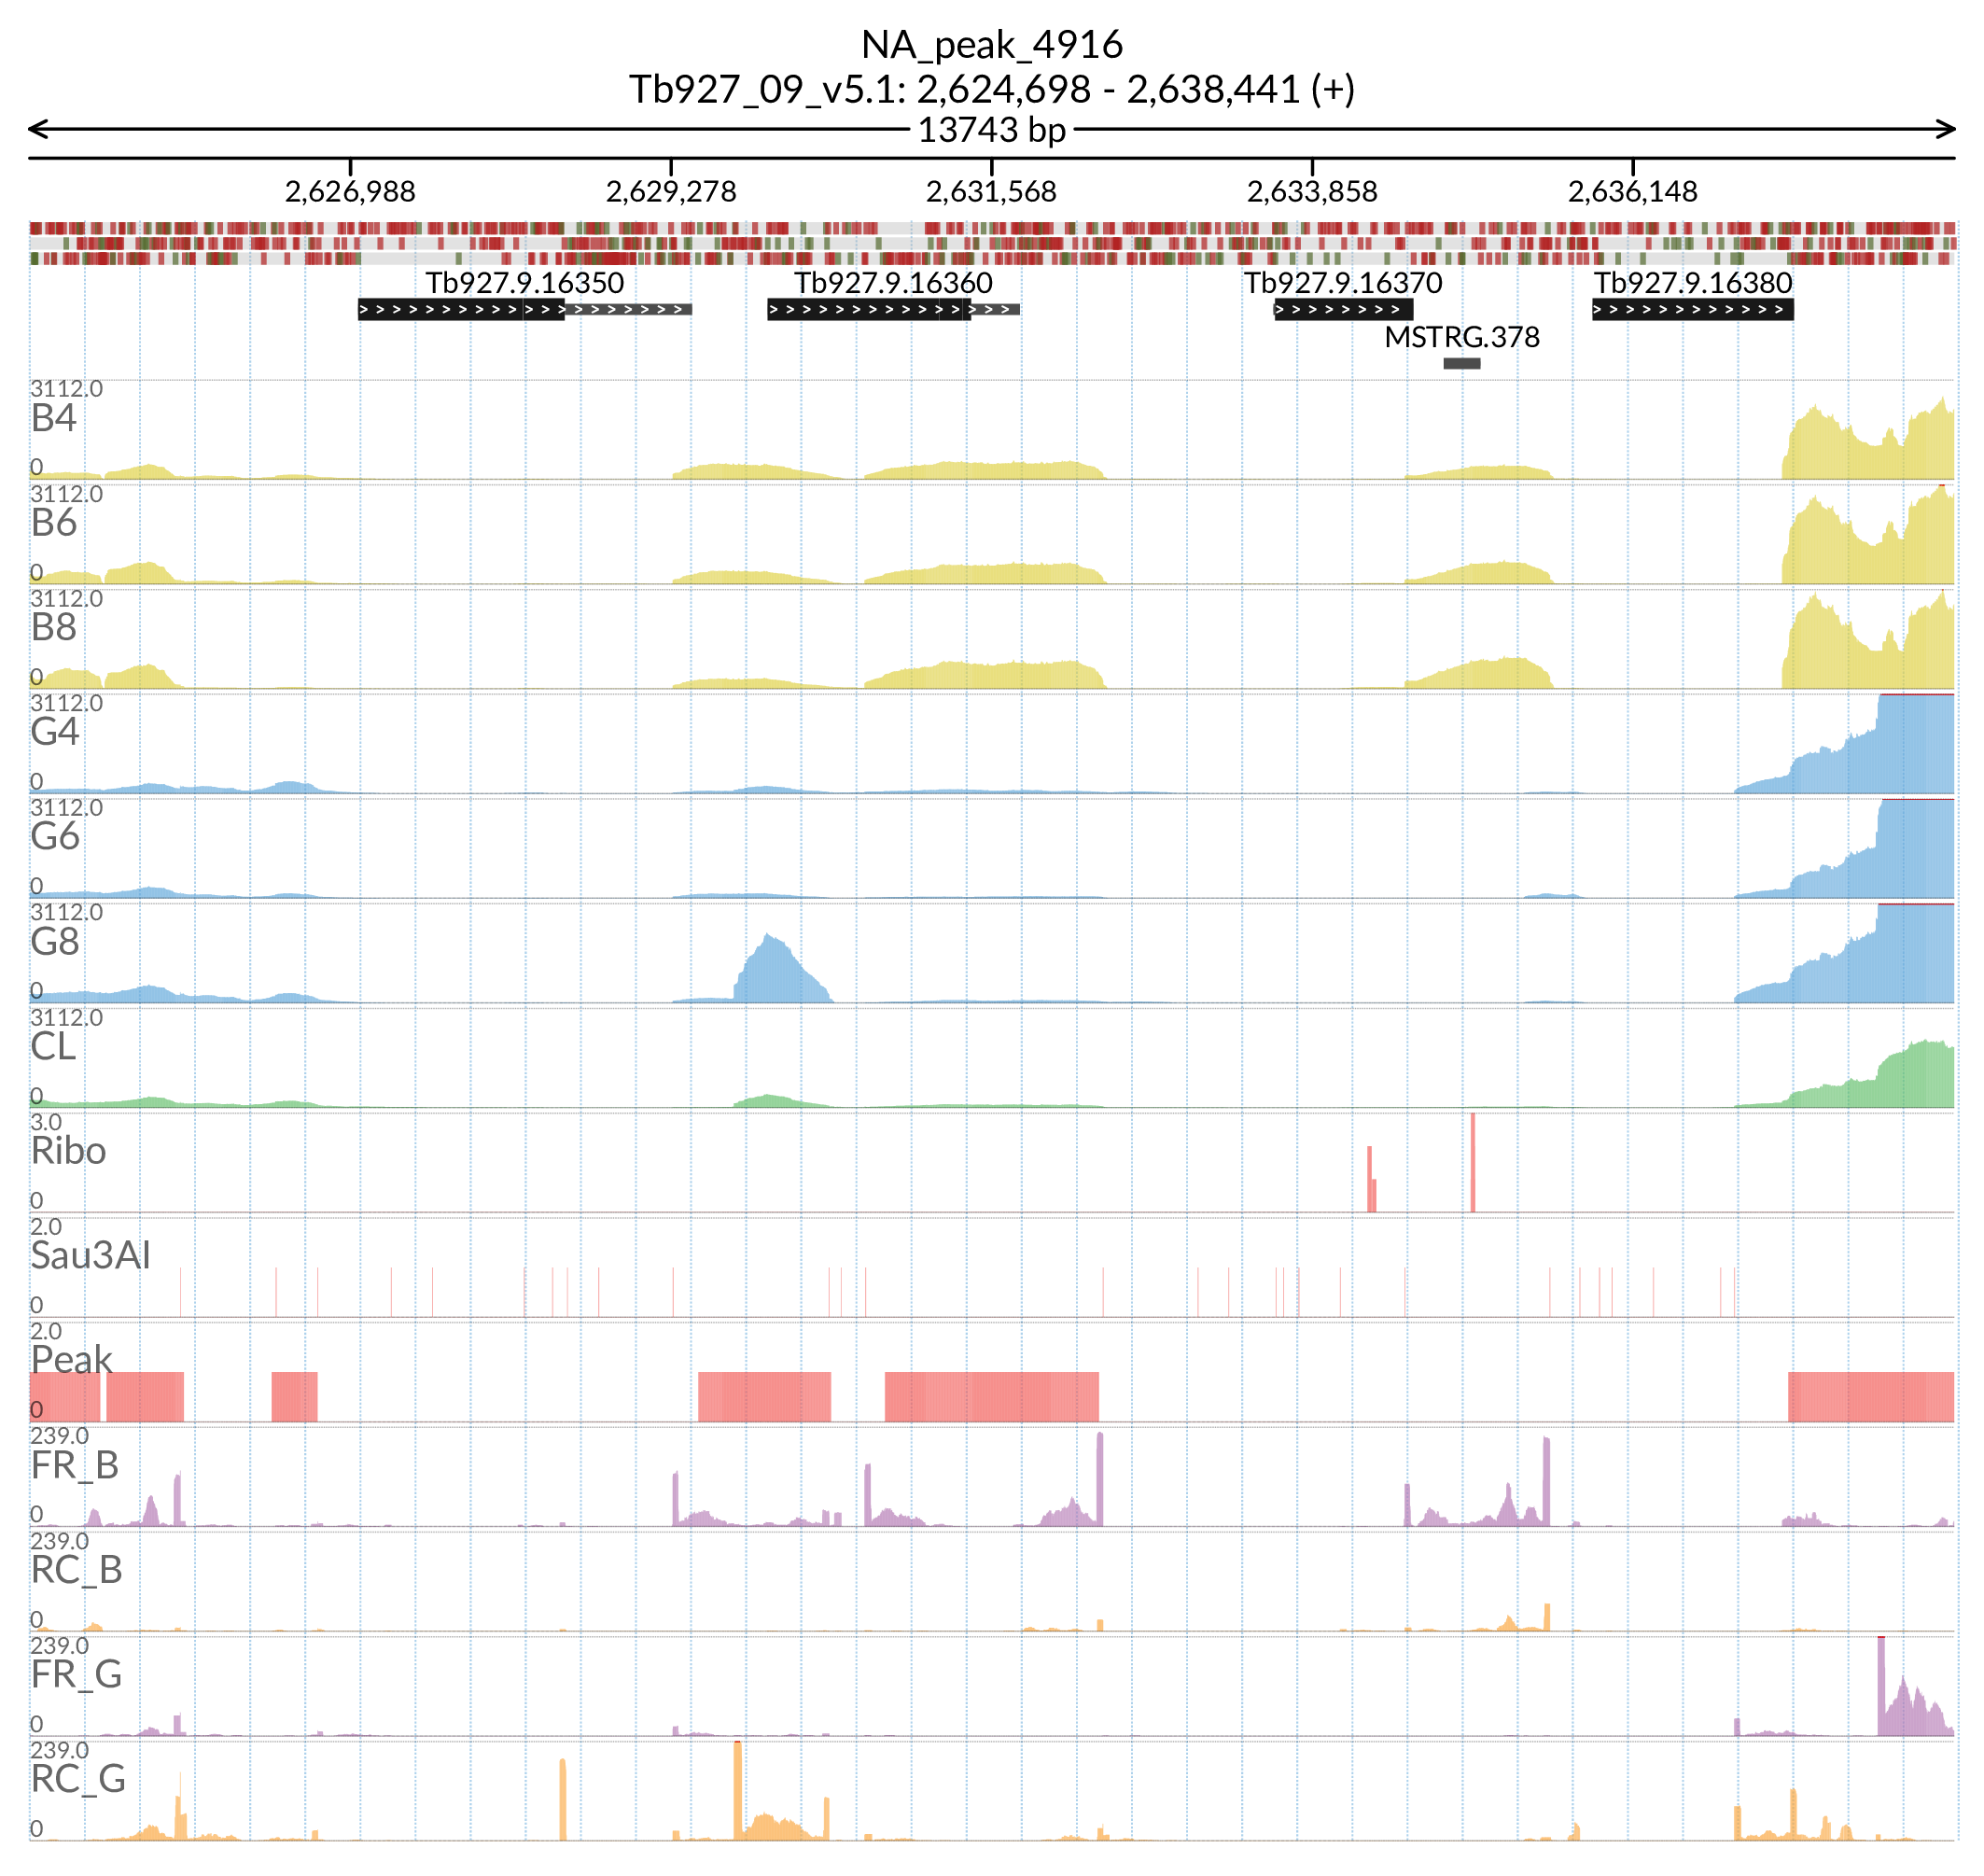 NA_peak_4916
Tb927_09_v5.1: 2,624,698 - 2,638,441 (+)
13743 bp
2,626,988 2,629,278 2,631,568 2,633,858 2,636,148
Tb927.9.16350 Tb927.9.16360 Tb927.9.16370 Tb927.9.16380
MSTRG.378
3112.0
B4
0
3112.0
B6
0
3112.0
B8
0
3112.0
G4
0
3112.0
G6
0
3112.0
G8
0
3112.0
CL
0
3.0
Ribo
0
2.0
Sau3AI
0
2.0
Peak
0
239.0
FR_B
0
239.0
RC_B
0
239.0
FR_G
0
239.0
RC_G
0